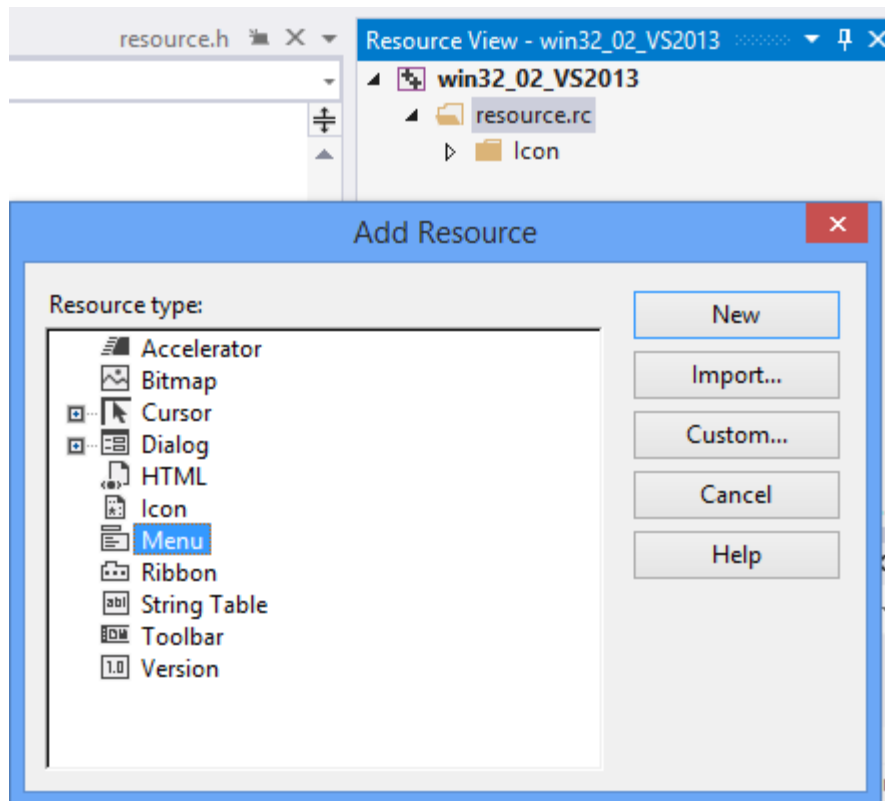 resource.h
Resource View - win32_02_VS2013
win32_02_VS2013
resource.rc
Icon
Add Resource
Resource type:
Accelerator
Bitmap
Cursor
Dialog
HTML
Icon
Menu
Ribbon
String Table
Toolbar
Version
New
Import...
Custom...
Cancel
Help